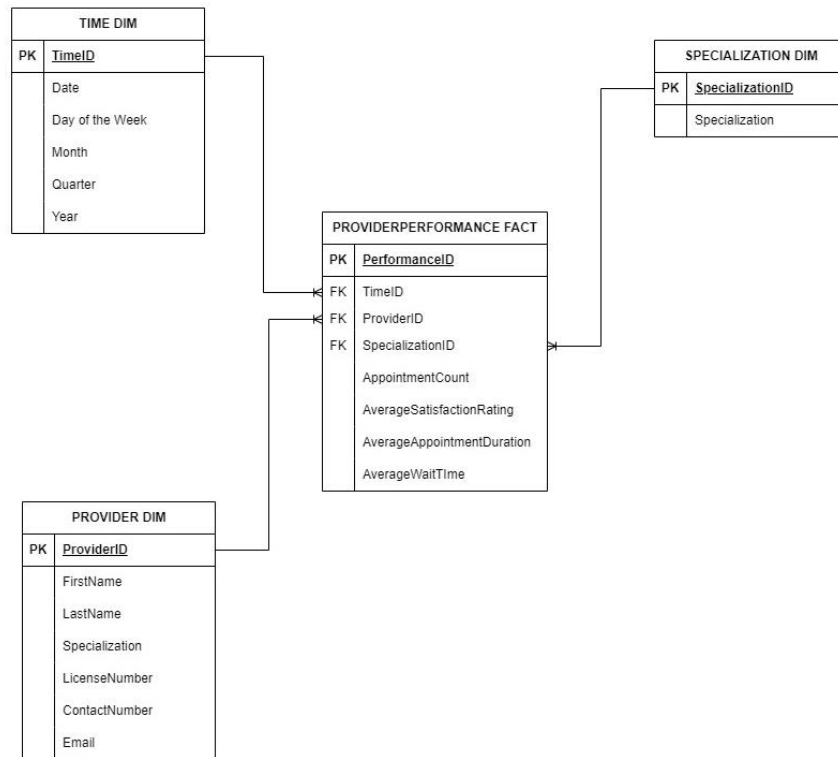 TIME DIM
PK TimeID
Date
Day of the Week
Month
Quarter
Year
SPECIALIZATION DIM
PK SpecializationID
Specialization
PROVIDERPERFORMANCE FACT
PK PerformanceID
FK TimeID
FK ProviderID
FK SpecializationID
AppointmentCount
AverageSatisfactionRating
AverageAppointmentDuration
AverageWaitTIme
PROVIDER DIM
PK ProviderID
FirstName
LastName
Specialization
LicenseNumber
ContactNumber
Email